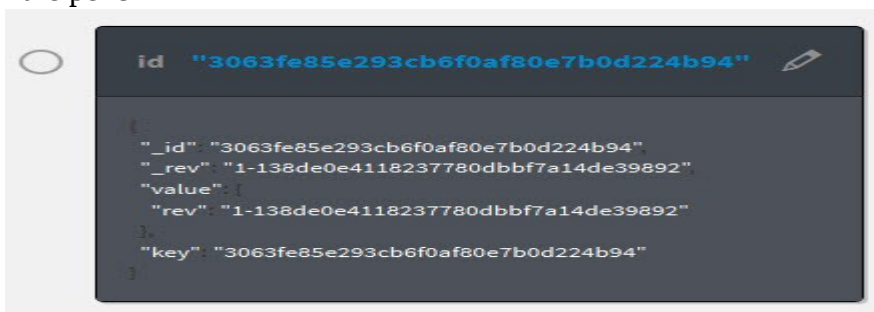 id "3063fe85e293cb6f0af80e7b0d224b94"
{
"_id": "3063fe85e293cb6f0af80e7b0d224b94",
"_rev": "1-138de0e4118237780dbbf7a14de39892",
"value": {
"rev": "1-138de0e4118237780dbbf7a14de39892"
},
"key": "3063fe85e293cb6f0af80e7b0d224b94"
}